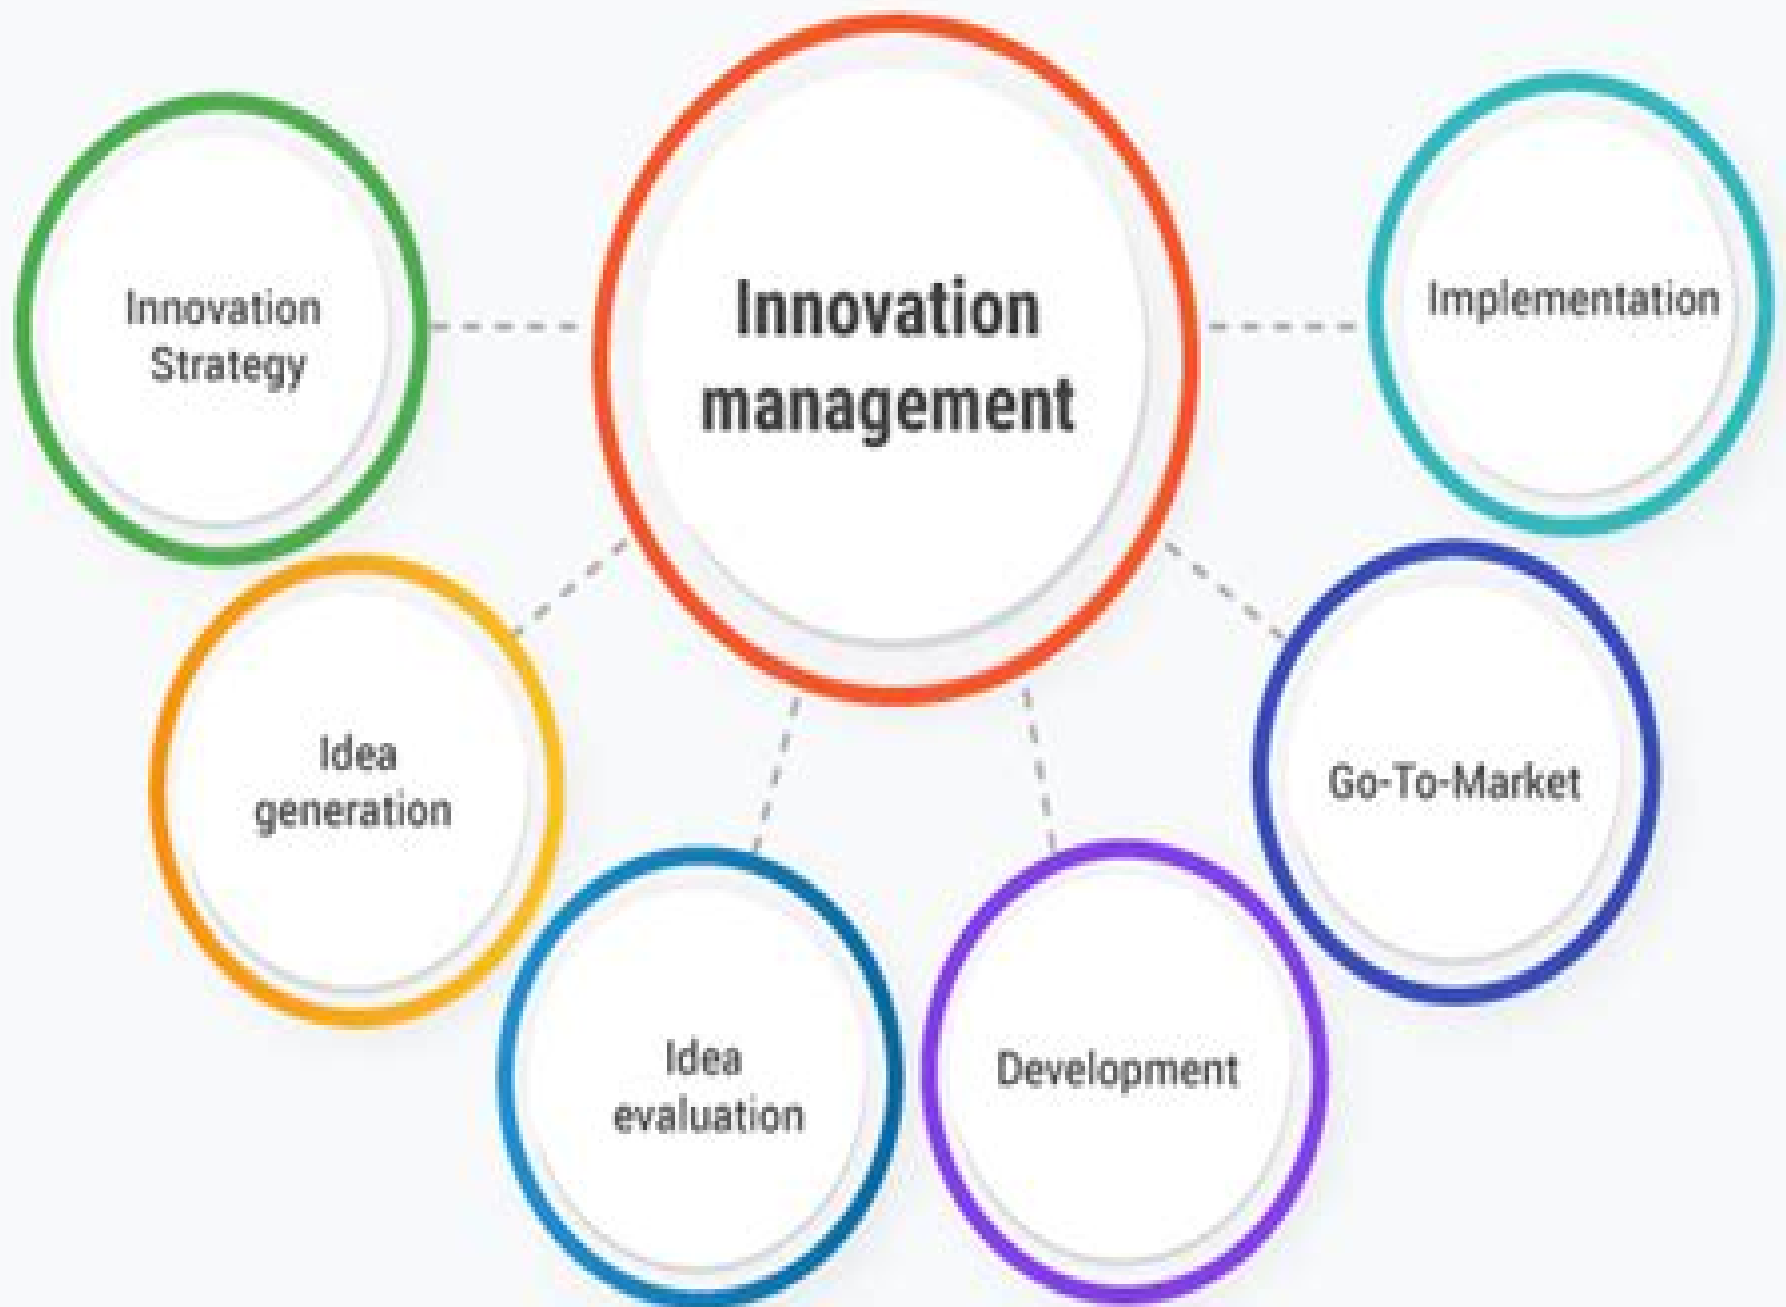 Innovation
management
Innovation
Strategy
Idea
generation
Idea
evaluation
Development
Go-To-Market
Implementation